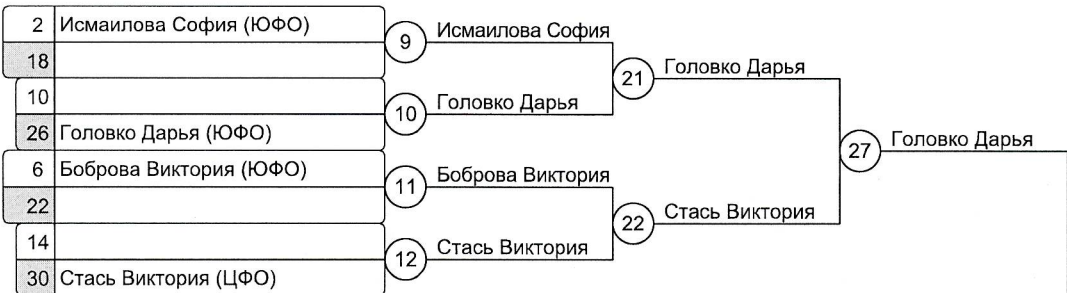 2 Исмаилова София (ЮФО)
18
10
26 Головко Дарья (ЮФО)
6 Боброва Виктория (ЮФО)
22
14
30 Стась Виктория (ЦФО)
9 Исмаилова София
10 Головко Дарья
11 Боброва Виктория
12 Стась Виктория
21 Головко Дарья
22 Стась Виктория
27 Головко Дарья